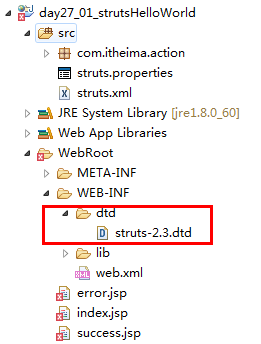 day27_01_strutsHelloWorld
src
com.itheima.action
struts.properties
struts.xml
JRE System Library [jre1.8.0_60]
Web App Libraries
WebRoot
META-INF
WEB-INF
dtd
D struts-2.3.dtd
lib
web.xml
error.jsp
index.jsp
success.jsp